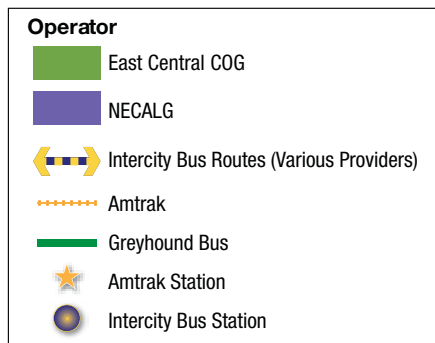 Operator
East Central COG
NECALG
Intercity Bus Routes (Various Providers)
Amtrak
Greyhound Bus
Amtrak Station
Intercity Bus Station